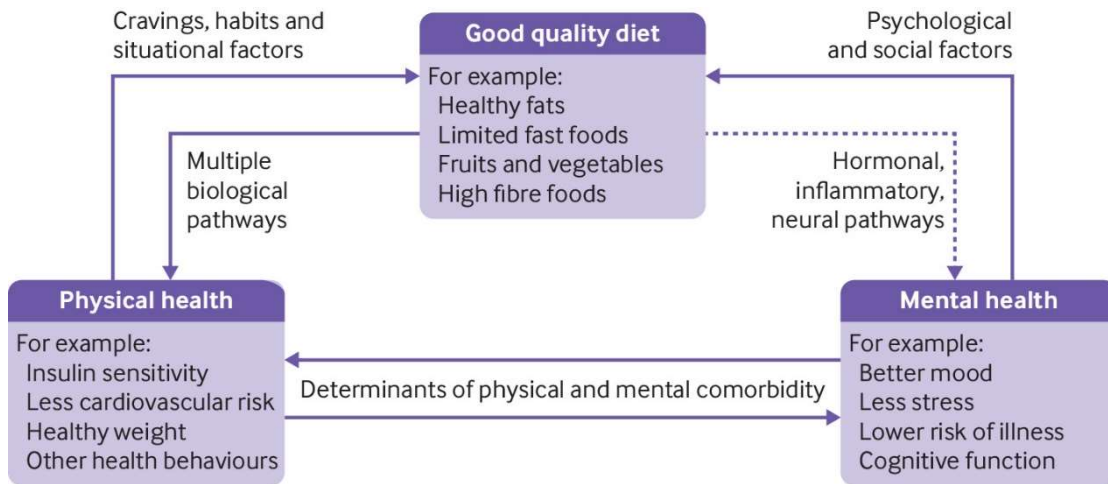 Cravings, habits and
situational factors
Good quality diet
For example:
Healthy fats
Limited fast foods
Fruits and vegetables
High fibre foods
Psychological
and social factors
Multiple
biological
pathways
Hormonal,
inflammatory,
neural pathways
Physical health
For example:
Insulin sensitivity
Less cardiovascular risk
Healthy weight
Other health behaviours
Determinants of physical and mental comorbidity
Mental health
For example:
Better mood
Less stress
Lower risk of illness
Cognitive function